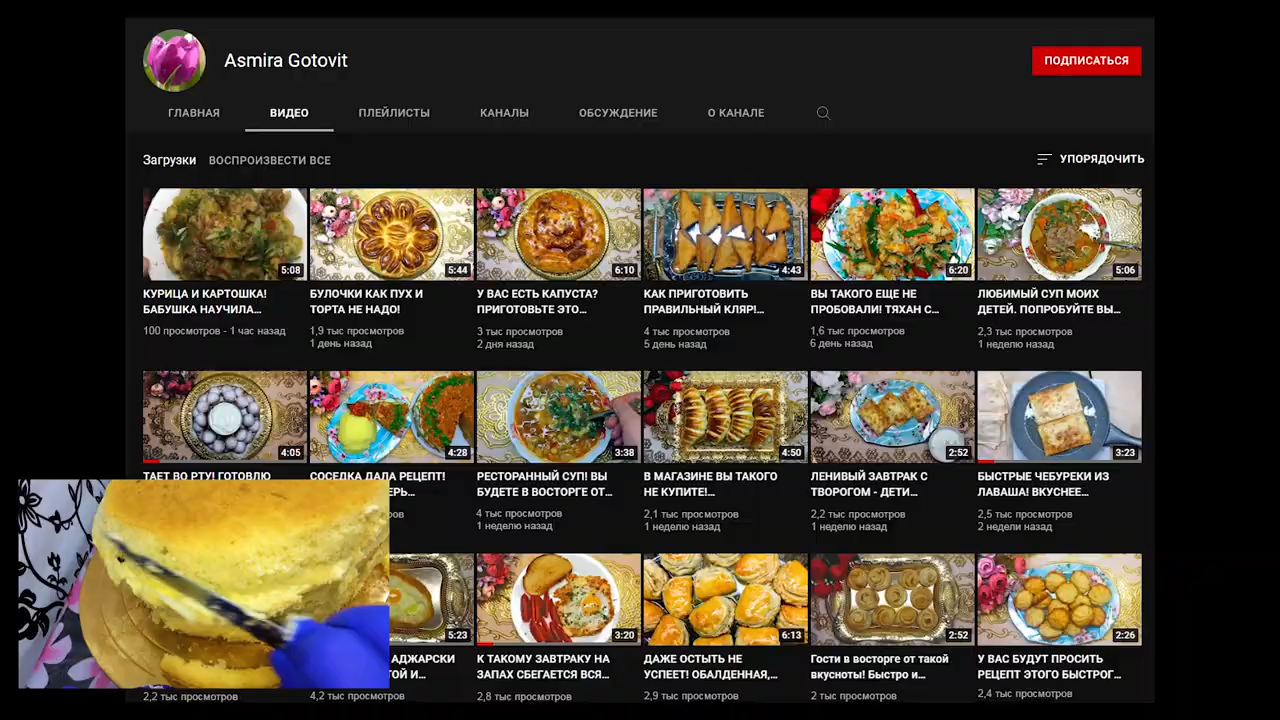 Asmira Gotovit
ПОДПИСАТЬСЯ
ГЛАВНАЯ
ВИДЕО
ПЛЕЙЛИСТЫ
КАНАЛЫ
ОБСУЖДЕНИЕ
О КАНАЛЕ
Загрузки
ВОСПРОИЗВЕСТИ ВСЕ
УПОРЯДОЧИТЬ
5:08
5:44
6:10
4:43
6:20
5:06
КУРИЦА И КАРТОШКА!
БАБУШКА НАУЧИЛА...
100 просмотров - 1 час назад
БУЛОЧКИ КАК ПУХ И
ТОРТА НЕ НАДО!
1,9 тыс просмотров
1 день назад
У ВАС ЕСТЬ КАПУСТА?
ПРИГОТОВЬТЕ ЭТО...
3 тыс просмотров
2 дня назад
КАК ПРИГОТОВИТЬ
ПРАВИЛЬНЫЙ КЛЯР!...
4 тыс просмотров
5 дней назад
ВЫ ТАКОГО ЕЩЕ НЕ
ПРОБОВАЛИ! ТЯХАН С...
1,6 тыс просмотров
6 дней назад
ЛЮБИМЫЙ СУП МОИХ
ДЕТЕЙ. ПОПРОБУЙТЕ ВЫ...
2,3 тыс просмотров
1 неделю назад
4:05
4:28
3:38
4:50
2:52
3:23
ТАЕТ ВО РТУ! ГОТОВЛЮ
СОСЕДКА ДАЛА РЕЦЕПТ!
РЕСТОРАННЫЙ СУП! ВЫ
БУДЕТЕ В ВОСТОРГЕ ОТ...
4 тыс просмотров
1 неделю назад
В МАГАЗИНЕ ВЫ ТАКОГО
НЕ КУПИТЕ!...
2,1 тыс просмотров
1 неделю назад
ЛЕНИВЫЙ ЗАВТРАК С
ТВОРОГОМ - ДЕТИ...
2,2 тыс просмотров
1 неделю назад
БЫСТРЫЕ ЧЕБУРЕКИ ИЗ
ЛАВАША! ВКУСНЕЕ...
2,5 тыс просмотров
2 недели назад
5:23
3:20
6:13
2:52
2:26
2,2 тыс просмотров
АДЖАРСКИ
4,2 тыс просмотров
К ТАКОМУ ЗАВТРАКУ НА
ЗАПАХ СБЕГАЕТСЯ ВСЯ...
2,8 тыс просмотров
ДАЖЕ ОСТЫТЬ НЕ
УСПЕЕТ! ОБАЛДЕННАЯ,...
2,9 тыс просмотров
Гости в восторге от такой
вкусноты! Быстро и...
2 тыс просмотров
У ВАС БУДУТ ПРОСИТЬ
РЕЦЕПТ ЭТОГО БЫСТРОГ...
2,4 тыс просмотров